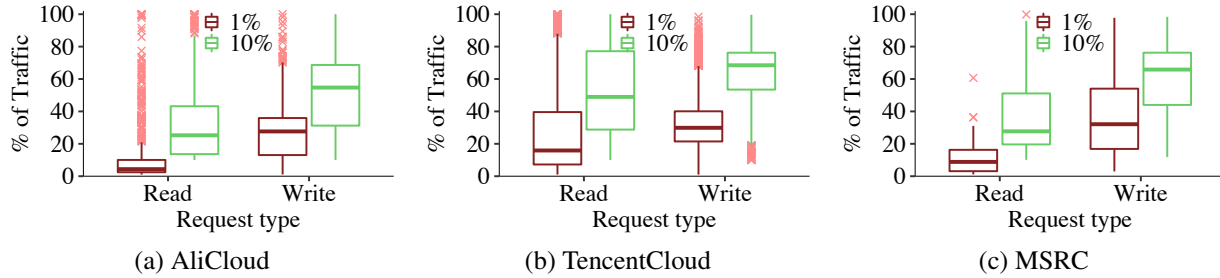 % of Traffic
100
80
60
40
20
0
1%
10%
Read
Write
Request type
(a) AliCloud
% of Traffic
100
80
60
40
20
0
1%
10%
Read
Write
Request type
(b) TencentCloud
% of Traffic
100
80
60
40
20
0
1%
10%
Read
Write
Request type
(c) MSRC